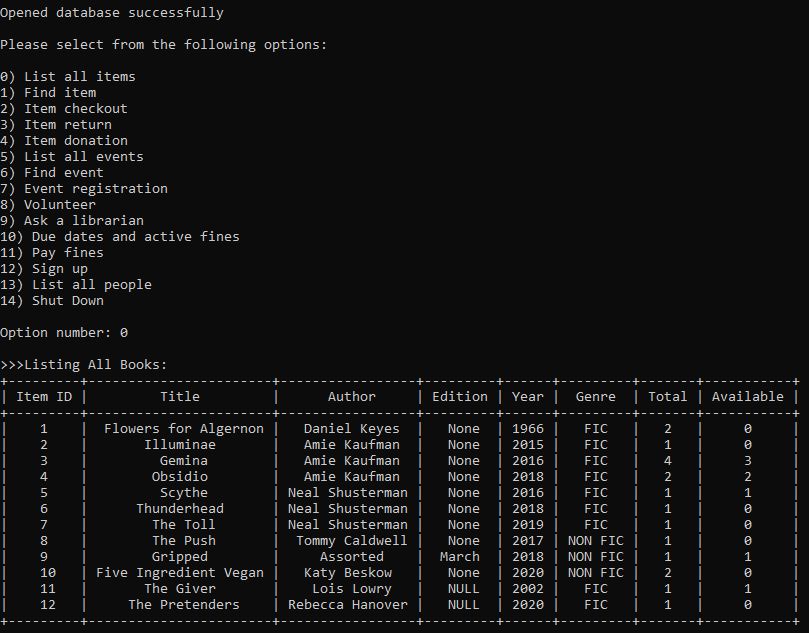 Opened database successfully
Please select from the following options:
0) List all items
1) Find item
2) Item checkout
3) Item return
4) Item donation
5) List all events
6) Find event
7) Event registration
8) Volunteer
9) Ask a librarian
10) Due dates and active fines
11) Pay fines
12) Sign up
13) List all people
14) Shut Down
Option number: 0
>>>Listing All Books:
+---------+-----------------------+-----------------+---------+------+---------+-------+-----------+
| Item ID | Title | Author | Edition | Year | Genre | Total | Available |
+---------+-----------------------+-----------------+---------+------+---------+-------+-----------+
| 1 | Flowers for Algernon | Daniel Keyes | None | 1966 | FIC | 2 | 0 |
| 2 | Illuminae | Amie Kaufman | None | 2015 | FIC | 1 | 0 |
| 3 | Gemina | Amie Kaufman | None | 2016 | FIC | 4 | 3 |
| 4 | Obsidio | Amie Kaufman | None | 2018 | FIC | 2 | 2 |
| 5 | Scythe | Neal Shusterman | None | 2016 | FIC | 1 | 1 |
| 6 | Thunderhead | Neal Shusterman | None | 2018 | FIC | 1 | 0 |
| 7 | The Toll | Neal Shusterman | None | 2019 | FIC | 1 | 0 |
| 8 | The Push | Tommy Caldwell | None | 2017 | NON FIC | 1 | 0 |
| 9 | Gripped | Assorted | March | 2018 | NON FIC | 1 | 1 |
| 10 | Five Ingredient Vegan | Katy Beskow | None | 2020 | NON FIC | 2 | 0 |
| 11 | The Giver | Lois Lowry | NULL | 2002 | FIC | 1 | 1 |
| 12 | The Pretenders | Rebecca Hanover | NULL | 2020 | FIC | 1 | 0 |
+---------+-----------------------+-----------------+---------+------+---------+-------+-----------+